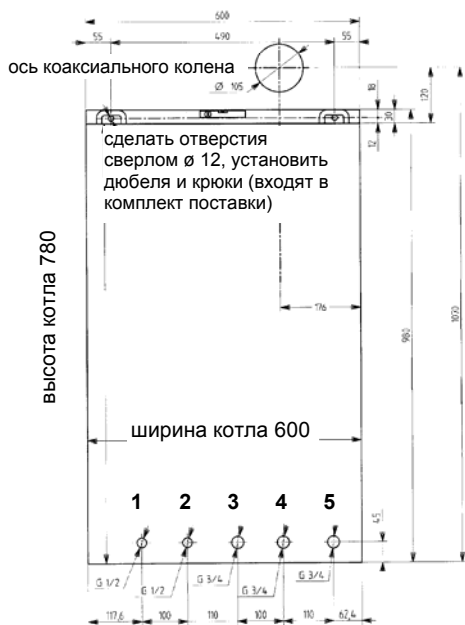 600
55 490 55
ось коаксиального колена
Ø 105
18
30
120
12
сделать отверстия
сверлом ø 12, установить
дюбеля и крюки (входят в
комплект поставки)
высота котла 780
176
980
1070
ширина котла 600
1 2 3 4 5
45
G 1/2 G 1/2 G 3/4 G 3/4 G 3/4
117,6 100 110 100 110 62,4